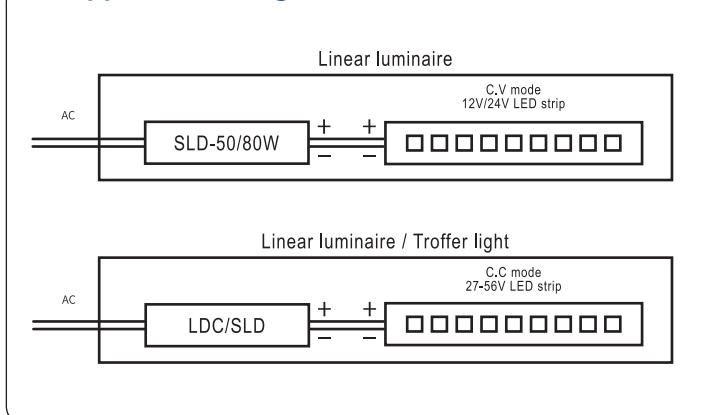 Linear luminaire
C.V mode
12V/24V LED strip
AC
SLD-50/80W
+ +
− −
Linear luminaire / Troffer light
C.C mode
27-56V LED strip
AC
LDC/SLD
+ +
− −